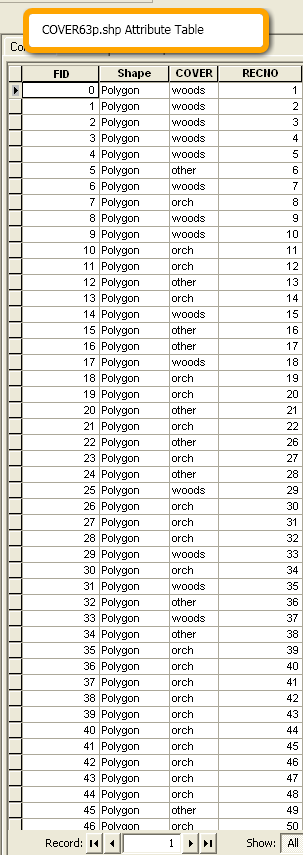 COVER63p.shp Attribute Table
FID Shape COVER RECNO
0 Polygon woods 1
1 Polygon woods 2
2 Polygon woods 3
3 Polygon woods 4
4 Polygon woods 5
5 Polygon other 6
6 Polygon woods 7
7 Polygon orch 8
8 Polygon woods 9
9 Polygon woods 10
10 Polygon orch 11
11 Polygon orch 12
12 Polygon other 13
13 Polygon orch 14
14 Polygon woods 15
15 Polygon other 16
16 Polygon other 17
17 Polygon woods 18
18 Polygon orch 19
19 Polygon orch 20
20 Polygon other 21
21 Polygon orch 22
22 Polygon other 26
23 Polygon orch 27
24 Polygon other 28
25 Polygon woods 29
26 Polygon orch 30
27 Polygon orch 31
28 Polygon orch 32
29 Polygon woods 33
30 Polygon orch 34
31 Polygon woods 35
32 Polygon other 36
33 Polygon woods 37
34 Polygon other 38
35 Polygon orch 39
36 Polygon orch 40
37 Polygon orch 41
38 Polygon orch 42
39 Polygon orch 43
40 Polygon orch 44
41 Polygon orch 45
42 Polygon orch 46
43 Polygon orch 47
44 Polygon orch 48
45 Polygon other 49
46 Polygon orch 50
Record: 1 Show: All